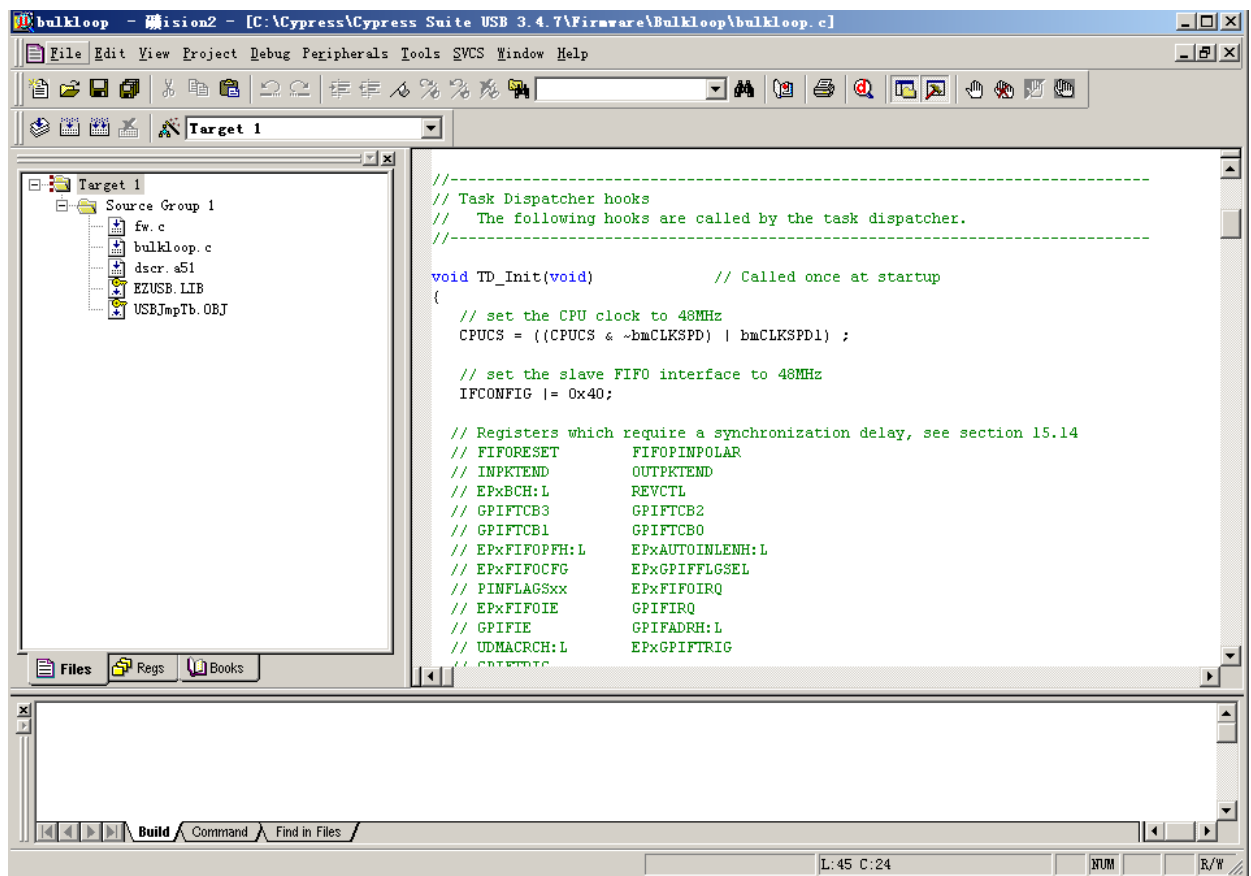 bulkloop - 礦ision2 - [C:\Cypress\Cypress Suite USB 3.4.7\Firmware\Bulkloop\bulkloop.c]
File Edit View Project Debug Peripherals Tools SVCS Window Help
Target 1
Target 1
Source Group 1
fw.c
bulkloop.c
dscr.a51
EZUSB.LIB
USBJmpTb.OBJ
Files Regs Books
//-----------------------------------------------------------------------------
// Task Dispatcher hooks
//   The following hooks are called by the task dispatcher.
//-----------------------------------------------------------------------------
void TD_Init(void)             // Called once at startup
{
   // set the CPU clock to 48MHz
   CPUCS = ((CPUCS & ~bmCLKSPD) | bmCLKSPD1) ;
   // set the slave FIFO interface to 48MHz
   IFCONFIG |= 0x40;
  // Registers which require a synchronization delay, see section 15.14
  // FIFORESET        FIFOPINPOLAR
  // INPKTEND         OUTPKTEND
  // EPxBCH:L         REVCTL
  // GPIFTCB3         GPIFTCB2
  // GPIFTCB1         GPIFTCB0
  // EPxFIFOPFH:L     EPxAUTOINLENH:L
  // EPxFIFOCFG       EPxGPIFFLGSEL
  // PINFLAGSxx       EPxFIFOIRQ
  // EPxFIFOIE        GPIFIRQ
  // GPIFIE           GPIFADRH:L
  // UDMACRCH:L       EPxGPIFTRIG
  // GPIFTRIG
Build Command Find in Files
L:45 C:24 NUM R/W